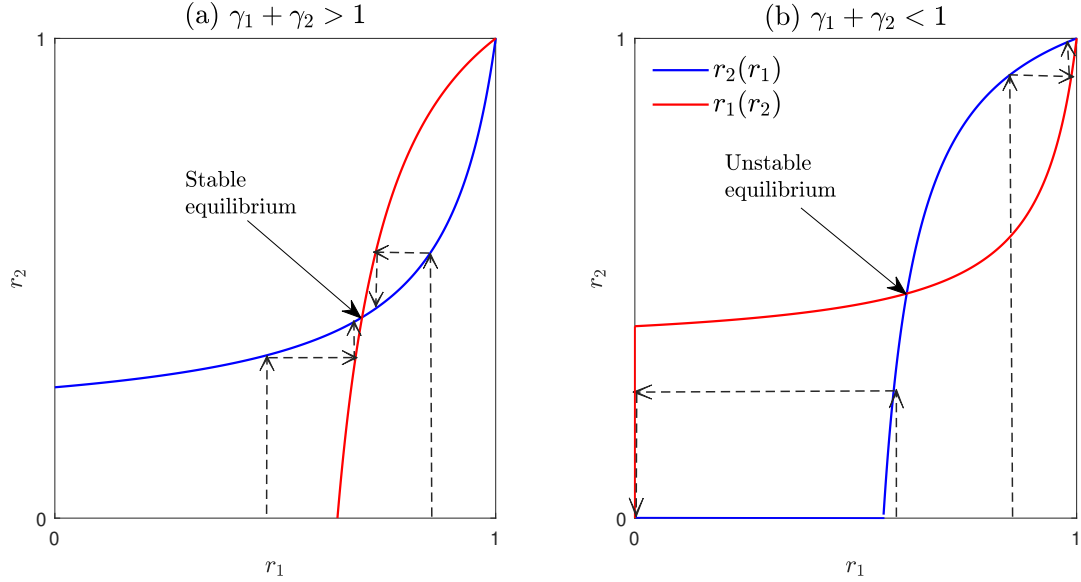 (a) γ₁ + γ₂ > 1
1
Stable
equilibrium
r₂
0
0
1
r₁
(b) γ₁ + γ₂ < 1
1
r₂(r₁)
r₁(r₂)
Unstable
equilibrium
r₂
0
0
1
r₁